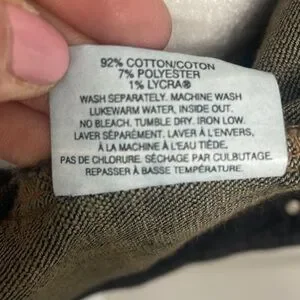 92% COTTON/COTON
7% POLYESTER
1% LYCRA®
WASH SEPARATELY. MACHINE WASH
LUKEWARM WATER, INSIDE OUT.
NO BLEACH. TUMBLE DRY. IRON LOW.
LAVER SÉPARÉMENT. LAVER À L'ENVERS,
À LA MACHINE À L'EAU TIÈDE.
PAS DE CHLORURE. SÉCHAGE PAR CULBUTAGE.
REPASSER À BASSE TEMPÉRATURE.